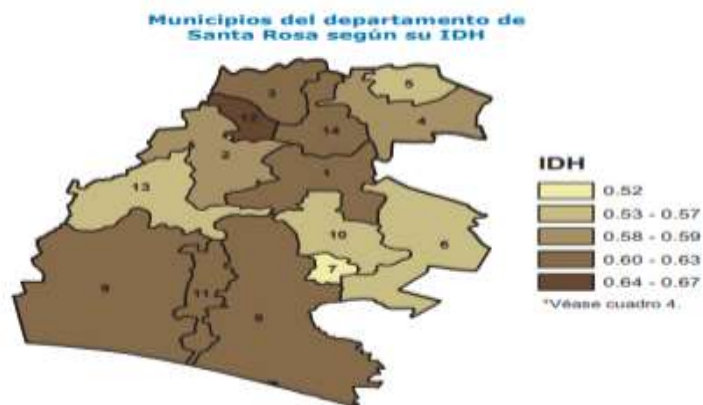 Municipios del departamento de
Santa Rosa según su IDH
3
5
12
14
4
2
1
13
10
6
7
9
11
8
IDH
0.52
0.53 - 0.57
0.58 - 0.59
0.60 - 0.63
0.64 - 0.67
*Véase cuadro 4.